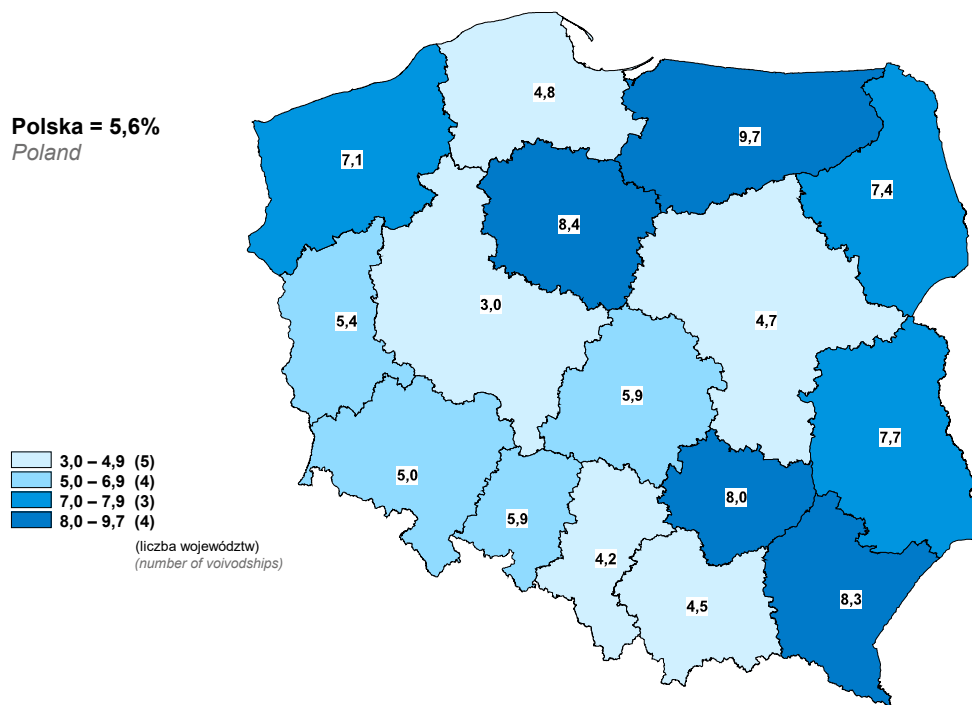 4,8
Polska = 5,6%
Poland
9,7
7,1
7,4
8,4
3,0
5,4
4,7
5,9
7,7
3,0 – 4,9 (5)
5,0 – 6,9 (4)
7,0 – 7,9 (3)
8,0 – 9,7 (4)
(liczba województw)
(number of voivodships)
5,0
5,9
8,0
4,2
4,5
8,3